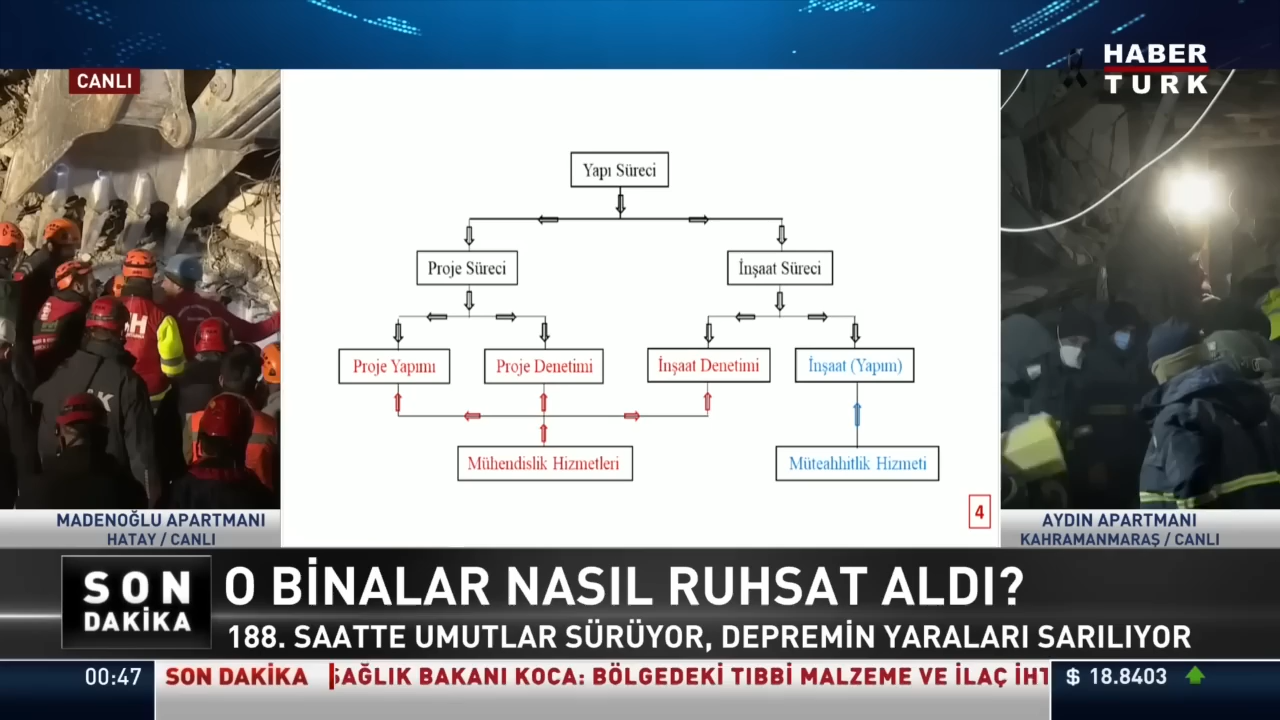 HABER
TURK
CANLI
Yapı Süreci
Proje Süreci
İnşaat Süreci
Proje Yapımı
Proje Denetimi
İnşaat Denetimi
İnşaat (Yapım)
Mühendislik Hizmetleri
Müteahhitlik Hizmeti
4
MADENOĞLU APARTMANI
HATAY / CANLI
AYDIN APARTMANI
KAHRAMANMARAŞ / CANLI
SON
DAKİKA
O BİNALAR NASIL RUHSAT ALDI?
188. SAATTE UMUTLAR SÜRÜYOR, DEPREMİN YARALARI SARILIYOR
00:47 SON DAKİKA SAĞLIK BAKANI KOCA: BÖLGEDEKİ TIBBİ MALZEME VE İLAÇ İHT $ 18.8403